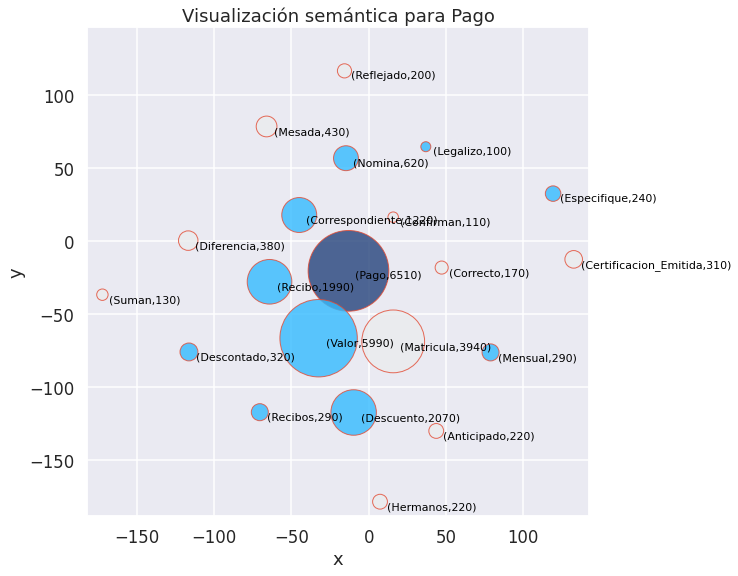 Visualización semántica para Pago
(Reflejado,200)
(Mesada,430)
(Legalizo,100)
(Nomina,620)
(Especifique,240)
(Correspondiente,1220)
(Confirman,110)
(Diferencia,380)
(Certificacion_Emitida,310)
(Pago,6510)
(Correcto,170)
(Recibo,1990)
(Suman,130)
(Valor,5990)
(Matricula,3940)
(Descontado,320)
(Mensual,290)
(Recibos,290)
(Descuento,2070)
(Anticipado,220)
(Hermanos,220)
y
100
50
0
−50
−100
−150
−150
−100
−50
0
50
100
x